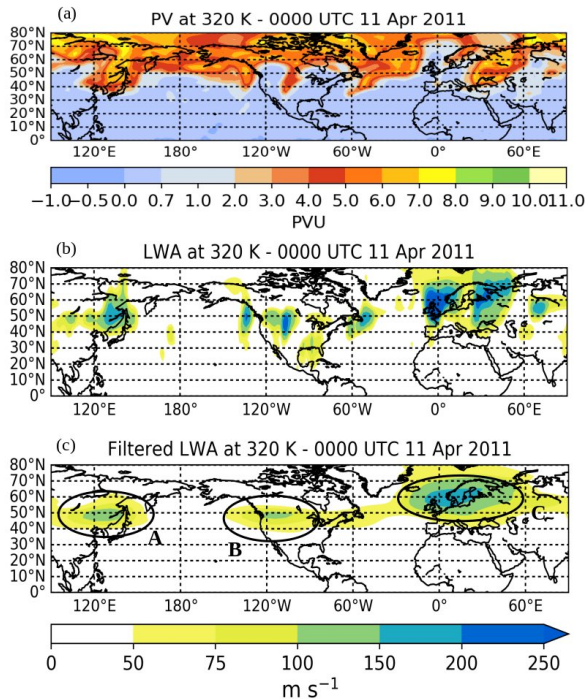 (a)
PV at 320 K - 0000 UTC 11 Apr 2011
80°N
70°N
60°N
50°N
40°N
30°N
20°N
10°N
0°
120°E 180° 120°W 60°W 0° 60°E
−1.0 −0.5 0.0 0.7 1.0 2.0 3.0 4.0 5.0 6.0 7.0 8.0 9.0 10.0 11.0
PVU
(b)
LWA at 320 K - 0000 UTC 11 Apr 2011
80°N
70°N
60°N
50°N
40°N
30°N
20°N
10°N
0°
120°E 180° 120°W 60°W 0° 60°E
(c)
Filtered LWA at 320 K - 0000 UTC 11 Apr 2011
80°N
70°N
60°N
50°N
40°N
30°N
20°N
10°N
0°
A B C
120°E 180° 120°W 60°W 0° 60°E
0 50 75 100 150 200 250
m s⁻¹